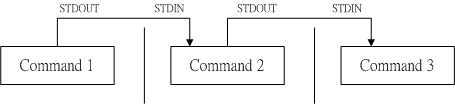 STDOUT STDIN STDOUT STDIN
Command 1 Command 2 Command 3